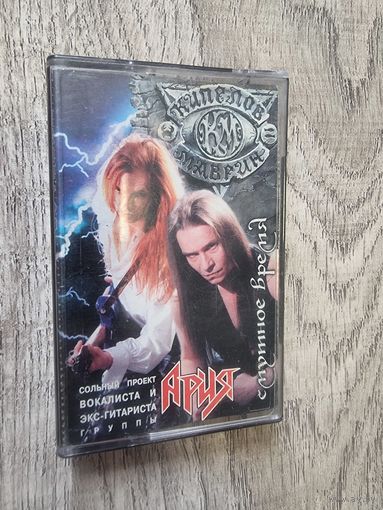 КИПЕЛОВ
КМ
МАВРИН
СМУТНОЕ ВРЕМЯ
СОЛЬНЫЙ ПРОЕКТ
ВОКАЛИСТА И
ЭКС-ГИТАРИСТА
ГРУППЫ
АРИЯ